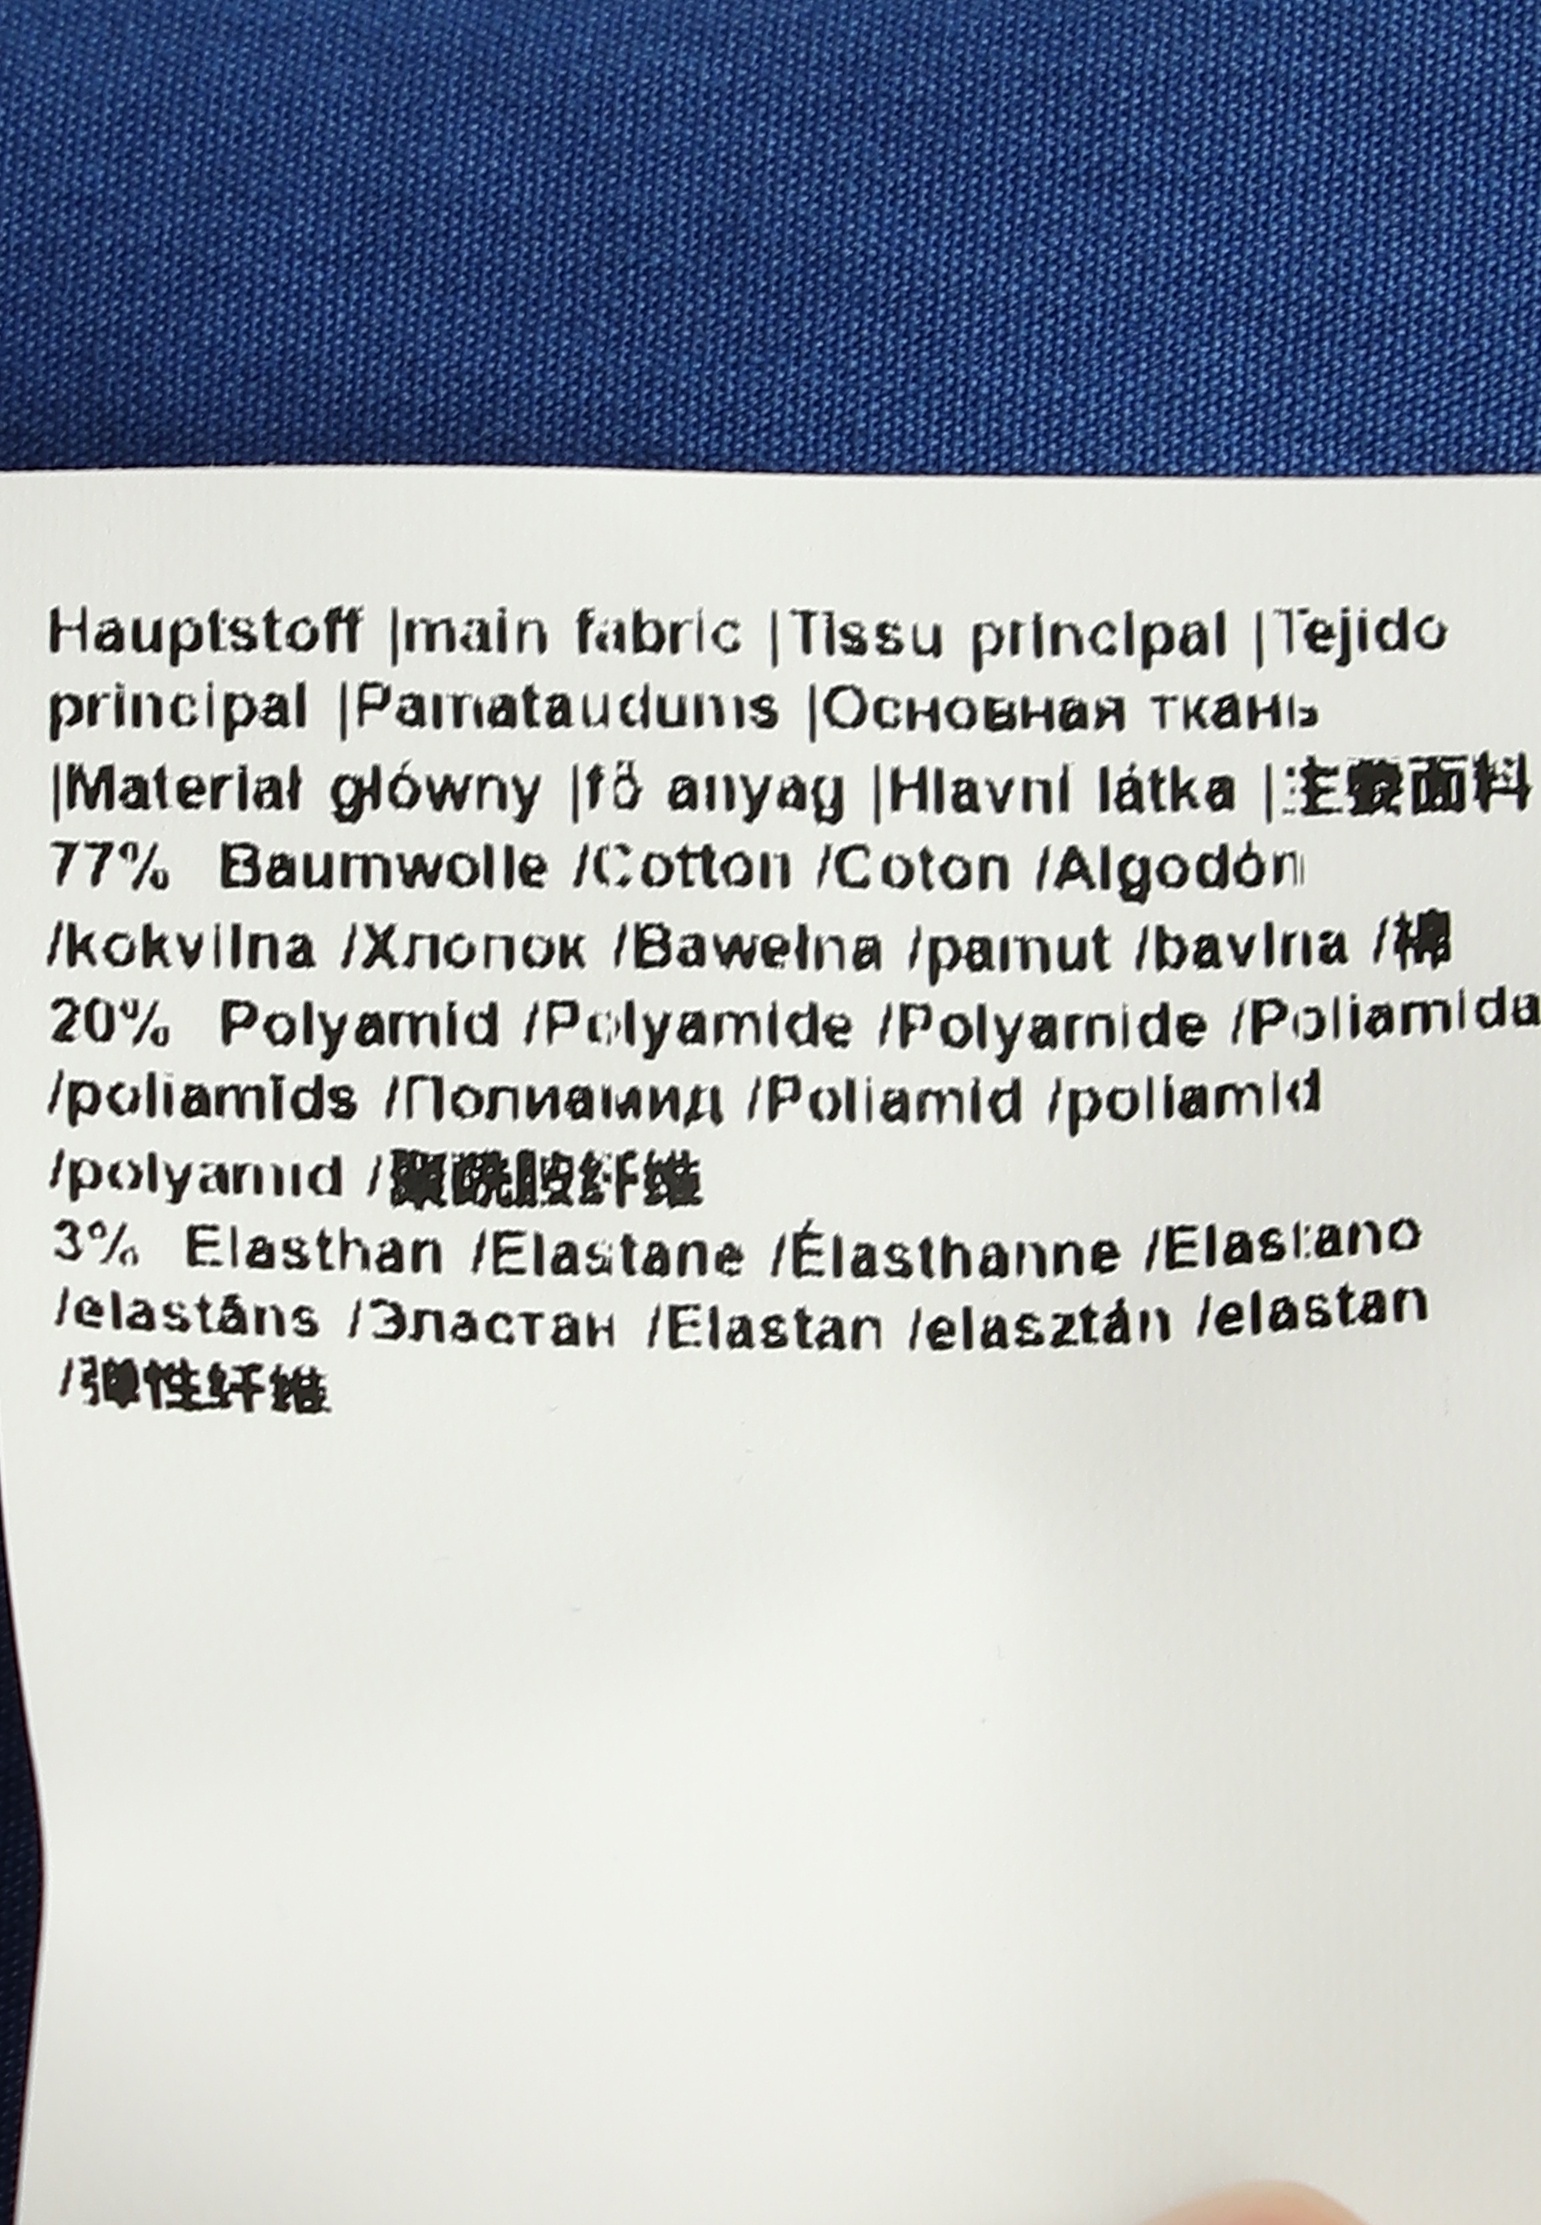 Hauptstoff |main fabric |Tissu principal |Tejido
principal |Pamataudums |Основная ткань
|Materiał główny |fő anyag |Hlavní látka |主要面料
77% Baumwolle /Cotton /Coton /Algodón
/kokvilna /Хлопок /Bawełna /pamut /bavlna /棉
20% Polyamid /Polyamide /Polyamide /Poliamida
/poliamīds /Полиамид /Poliamid /poliamid
/polyamid /聚酰胺纤维
3% Elasthan /Elastane /Élasthanne /Elastano
/elastāns /Эластан /Elastan /elasztán /elastan
/弹性纤维